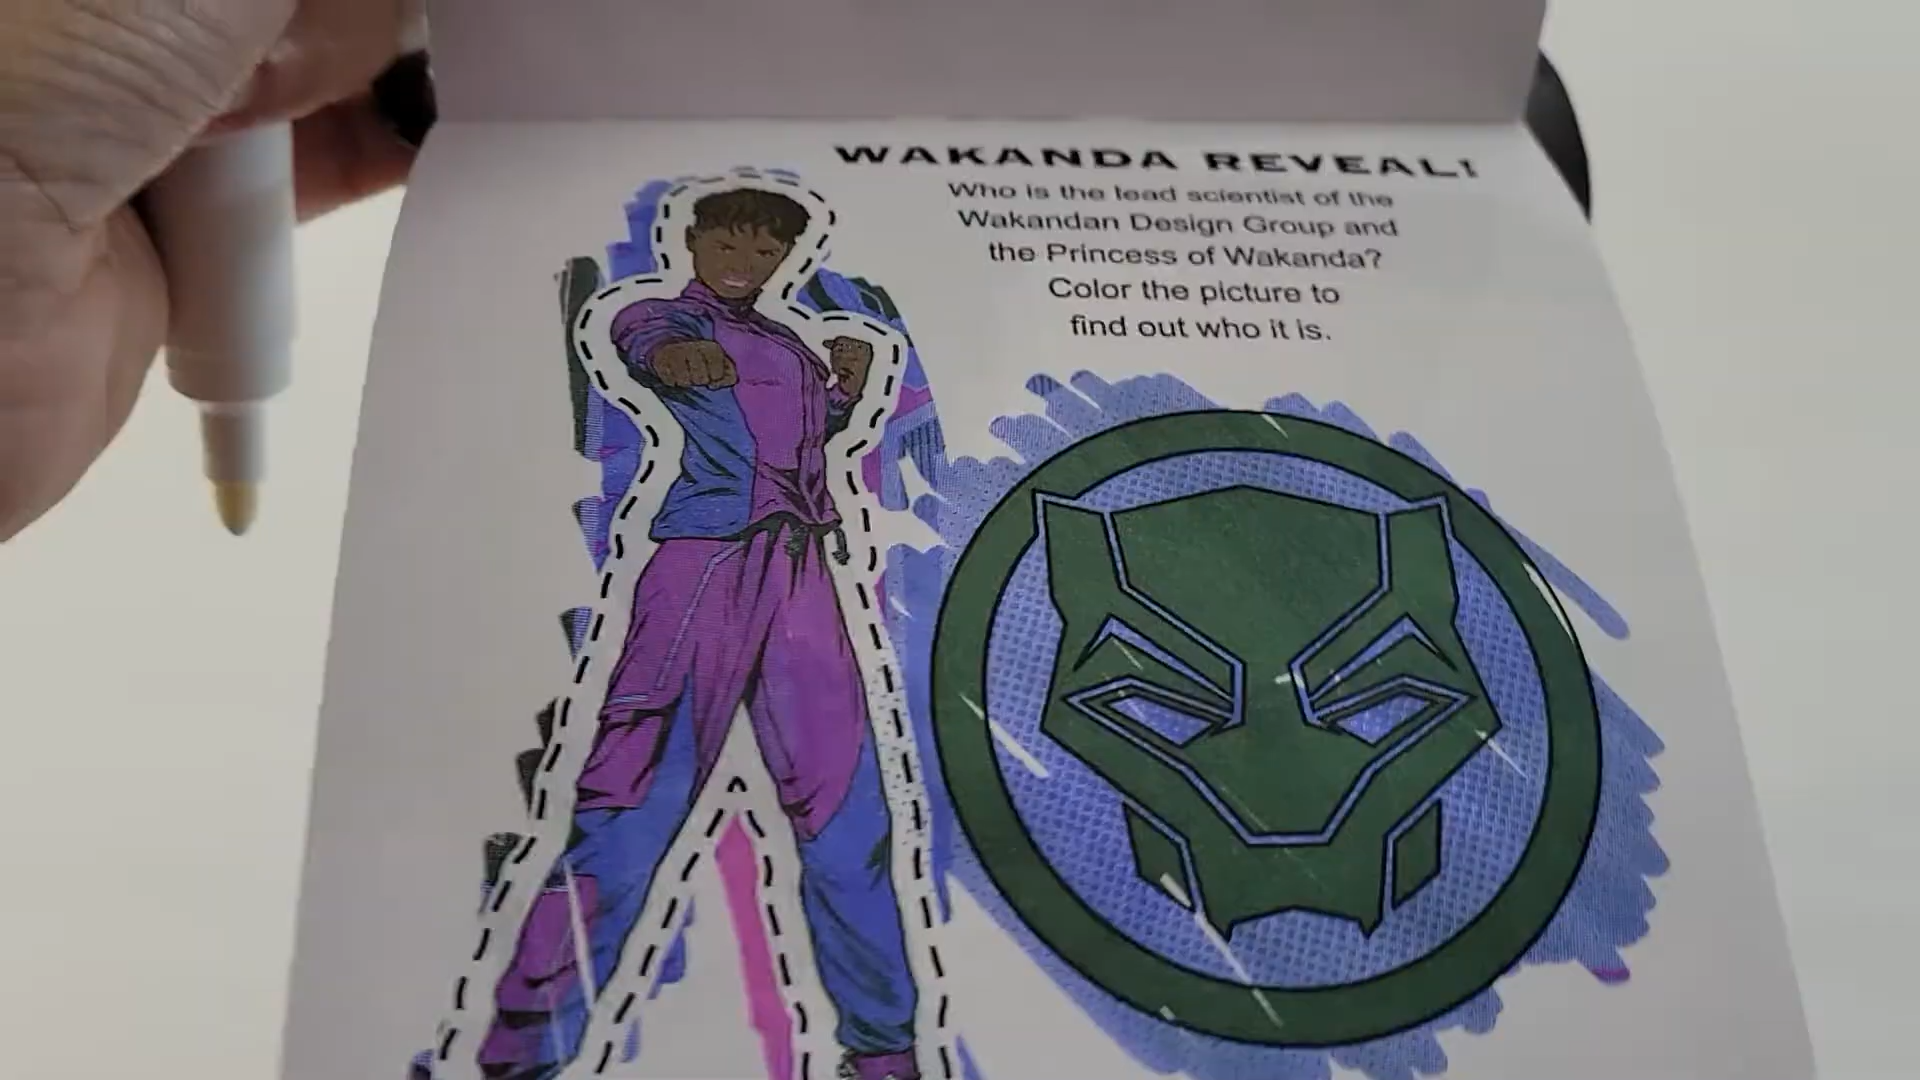 WAKANDA REVEAL!
Who is the lead scientist of the
Wakandan Design Group and
the Princess of Wakanda?
Color the picture to
find out who it is.